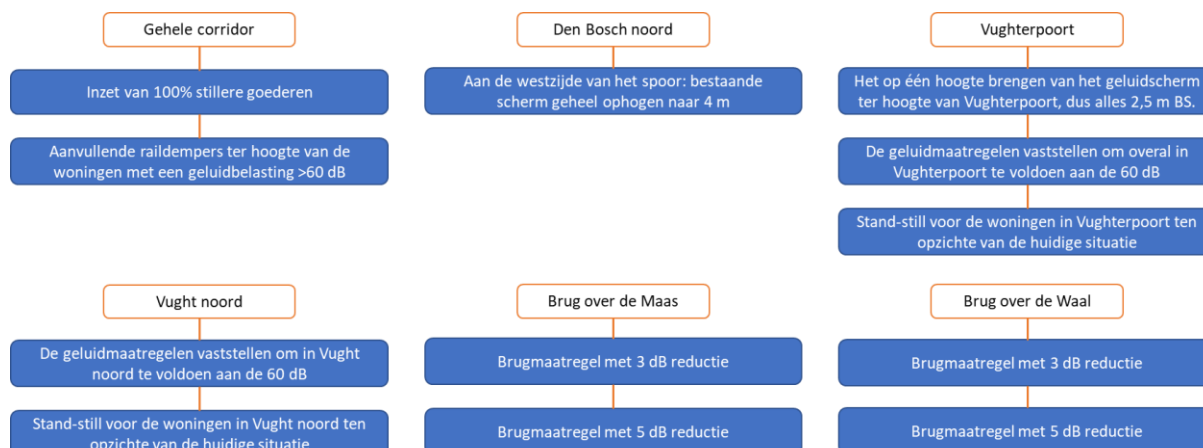 Gehele corridor
Inzet van 100% stillere goederen
Aanvullende raildempers ter hoogte van de
woningen met een geluidbelasting >60 dB
Den Bosch noord
Aan de westzijde van het spoor: bestaande
scherm geheel ophogen naar 4 m
Vughterpoort
Het op één hoogte brengen van het geluidscherm
ter hoogte van Vughterpoort, dus alles 2,5 m BS.
De geluidmaatregelen vaststellen om overal in
Vughterpoort te voldoen aan de 60 dB
Stand-still voor de woningen in Vughterpoort ten
opzichte van de huidige situatie
Vught noord
De geluidmaatregelen vaststellen om in Vught
noord te voldoen aan de 60 dB
Stand-still voor de woningen in Vught noord ten
opzichte van de huidige situatie
Brug over de Maas
Brugmaatregel met 3 dB reductie
Brugmaatregel met 5 dB reductie
Brug over de Waal
Brugmaatregel met 3 dB reductie
Brugmaatregel met 5 dB reductie